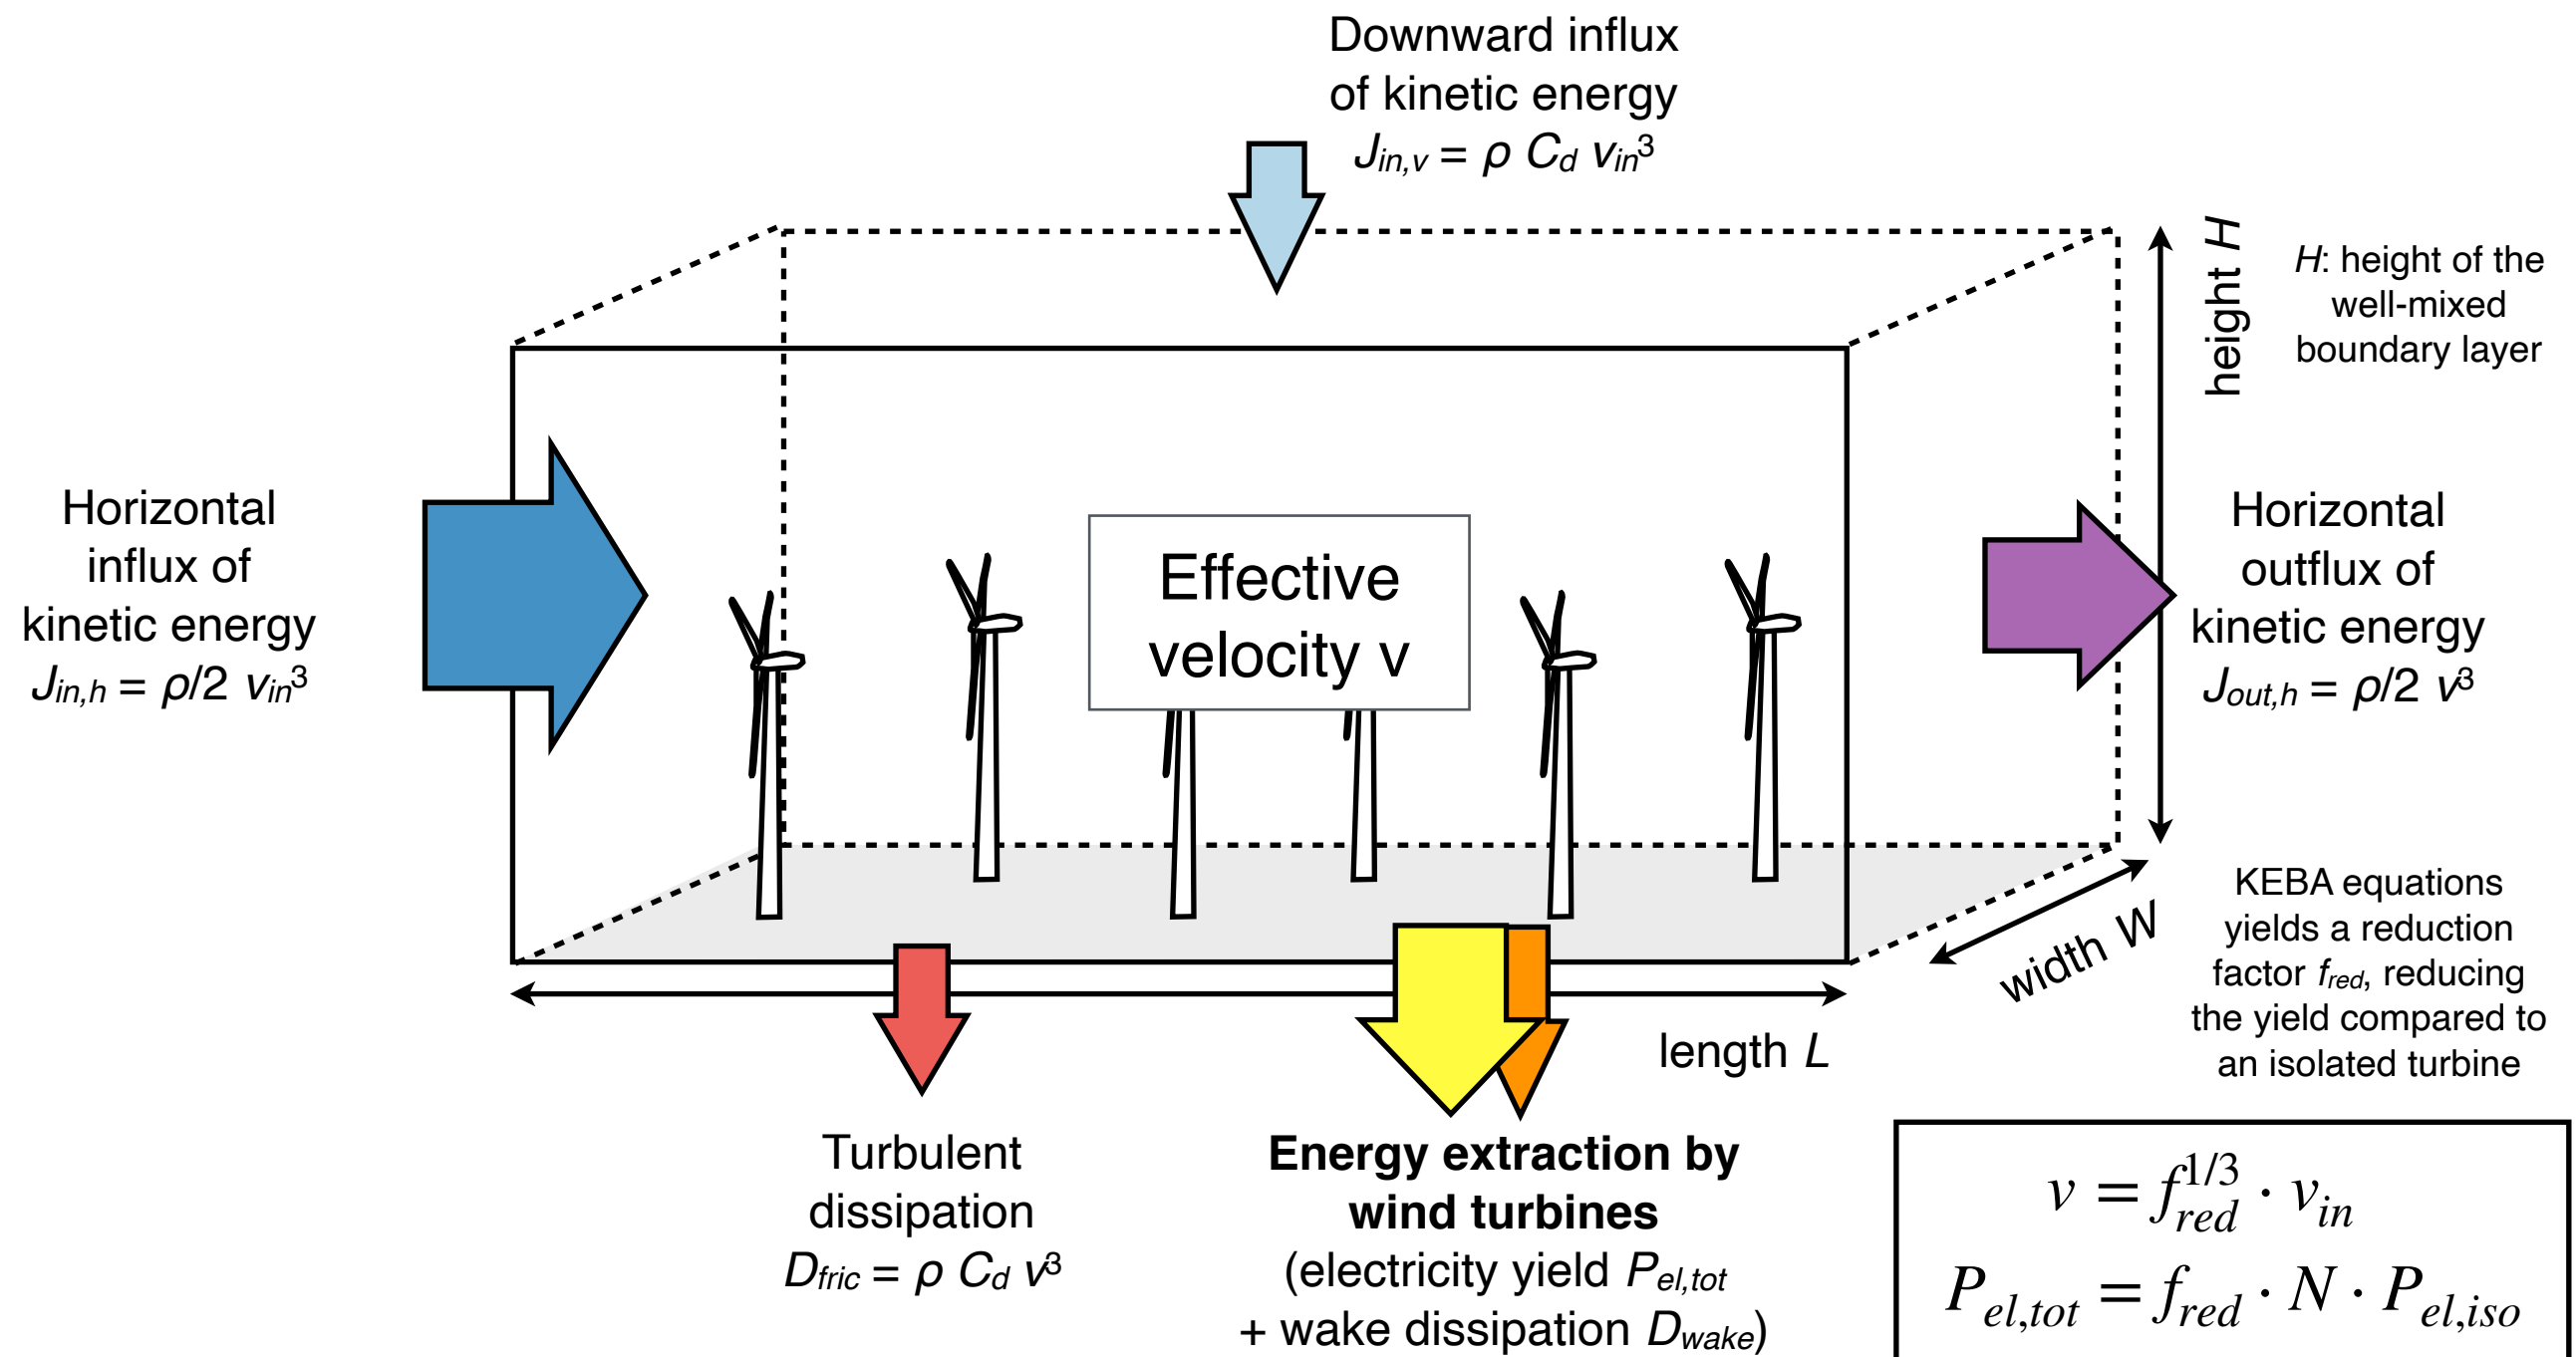 Downward influx
of kinetic energy
Jin,v = ρ Cd vin³
height H
H: height of the
well-mixed
boundary layer
Horizontal
influx of
kinetic energy
Jin,h = ρ/2 vin³
Effective
velocity v
Horizontal
outflux of
kinetic energy
Jout,h = ρ/2 v³
width W
KEBA equations
yields a reduction
factor fred, reducing
the yield compared to
an isolated turbine
length L
Turbulent
dissipation
Dfric = ρ Cd v³
Energy extraction by
wind turbines
(electricity yield Pel,tot
+ wake dissipation Dwake)
v = fred^1/3 · vin
Pel,tot = fred · N · Pel,iso